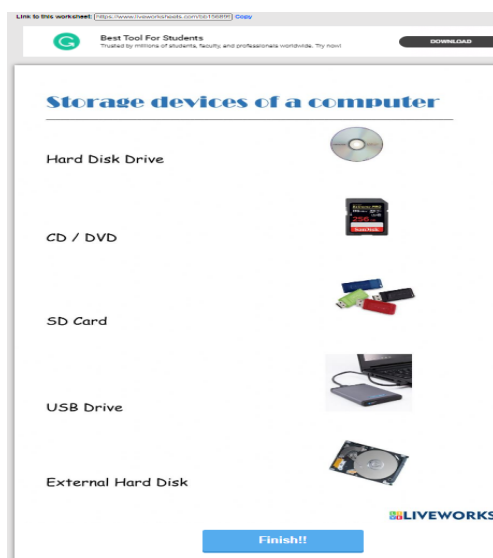 Link to this worksheet: Copy
Best Tool For Students
Trusted by millions of students, faculty, and professionals worldwide. Try now!
DOWNLOAD
Storage devices of a computer
Hard Disk Drive
CD / DVD
256
SanDisk
SD Card
USB Drive
External Hard Disk
LIVEWORKS
Finish!!